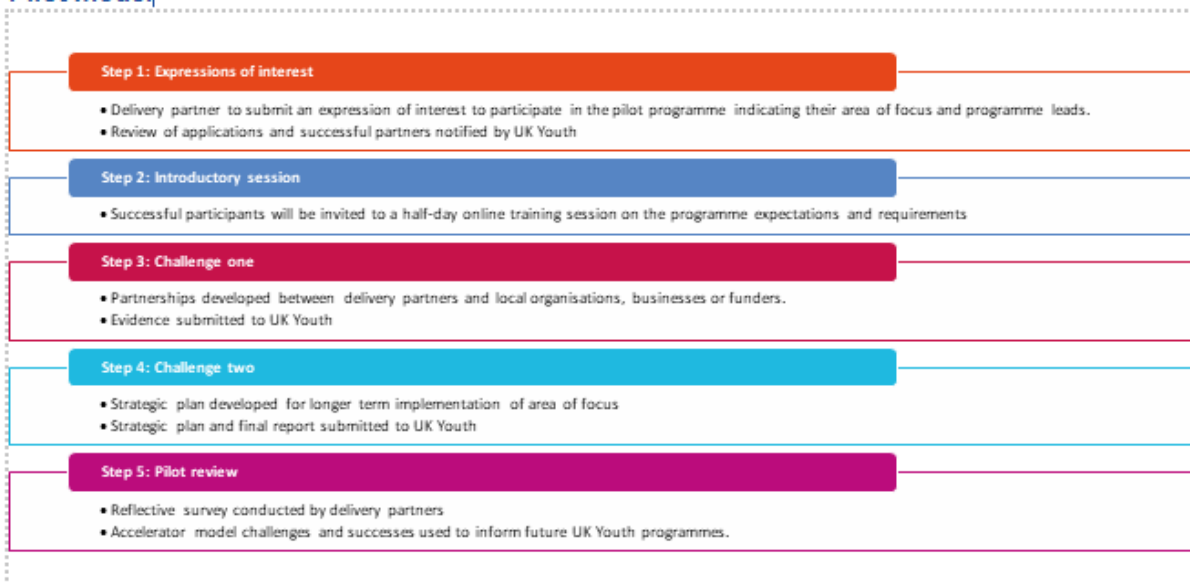 Step 1: Expressions of interest
• Delivery partner to submit an expression of interest to participate in the pilot programme indicating their area of focus and programme leads.
• Review of applications and successful partners notified by UK Youth
Step 2: Introductory session
• Successful participants will be invited to a half-day online training session on the programme expectations and requirements
Step 3: Challenge one
• Partnerships developed between delivery partners and local organisations, businesses or funders.
• Evidence submitted to UK Youth
Step 4: Challenge two
• Strategic plan developed for longer term implementation of area of focus
• Strategic plan and final report submitted to UK Youth
Step 5: Pilot review
• Reflective survey conducted by delivery partners
• Accelerator model challenges and successes used to inform future UK Youth programmes.